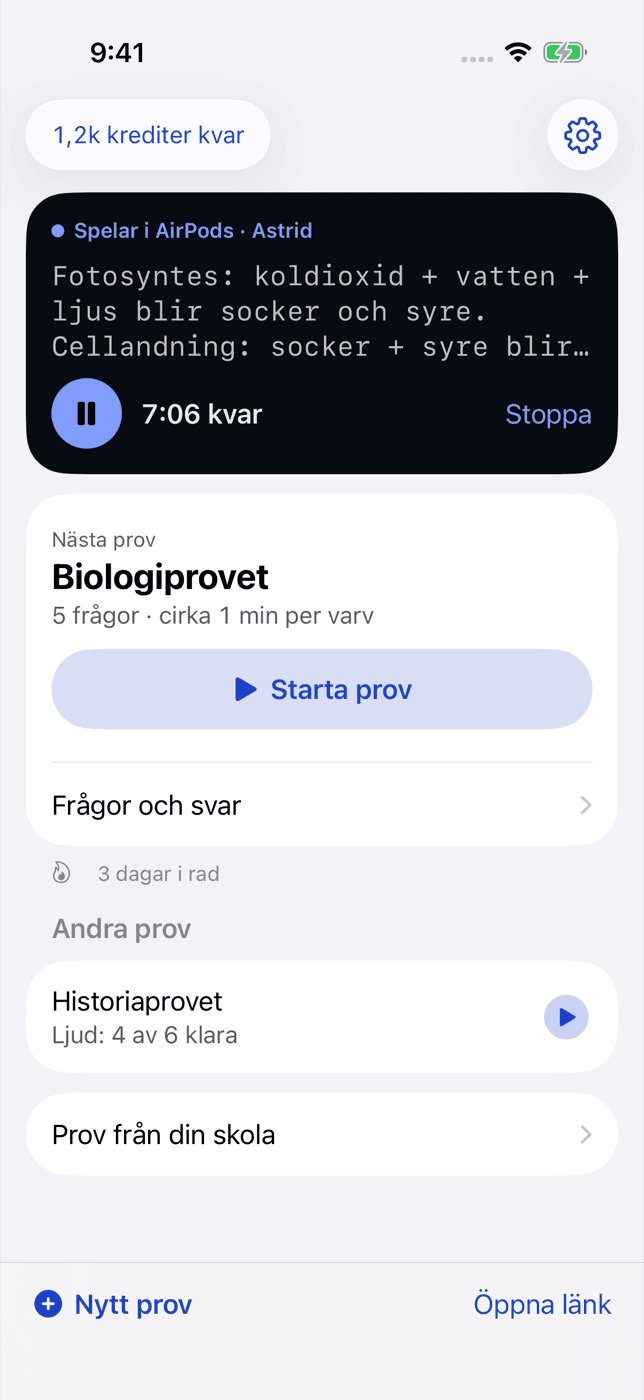 9:41
1,2k krediter kvar
Spelar i AirPods · Astrid
Fotosyntes: koldioxid + vatten +
ljus blir socker och syre.
Cellandning: socker + syre blir…
7:06 kvar
Stoppa
Nästa prov
Biologiprovet
5 frågor · cirka 1 min per varv
Starta prov
Frågor och svar
3 dagar i rad
Andra prov
Historiaprovet
Ljud: 4 av 6 klara
Prov från din skola
Nytt prov
Öppna länk